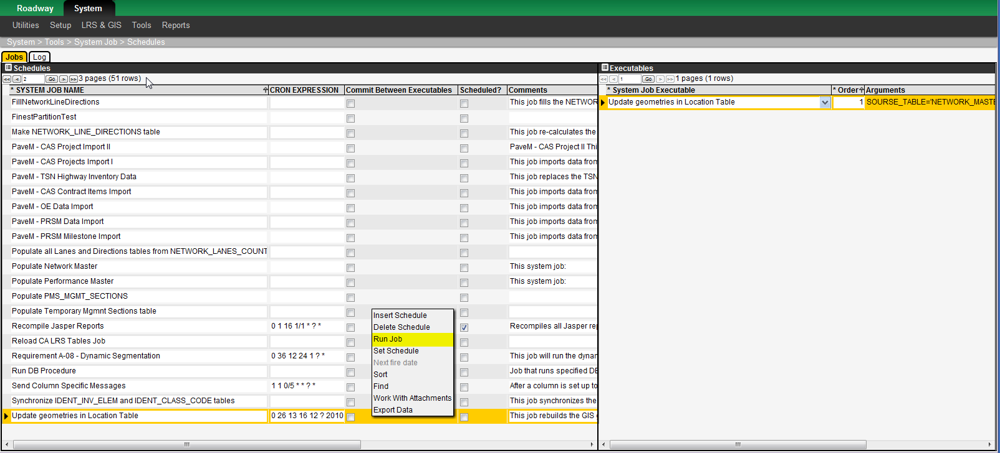 Roadway System
Utilities Setup LRS & GIS Tools Reports
System > Tools > System Job > Schedules
Jobs Log
Schedules
<< < 2 Go > >> 3 pages (51 rows)
* SYSTEM JOB NAME CRON EXPRESSION Commit Between Executables Scheduled? Comments
FillNetworkLineDirections This job fills the NETWOR
FinestPartitionTest
Make NETWORK_LINE_DIRECTIONS table This job re-calculates the
PaveM - CAS Project Import II PaveM - CAS Project II Thi
PaveM - CAS Projects Import I This job imports data from
PaveM - TSN Highway Inventory Data This job replaces the TSN
PaveM - CAS Contract Items Import This job imports data from
PaveM - OE Data Import This job imports data from
PaveM - PRSM Data Import This job imports data from
PaveM - PRSM Milestone Import This job imports data from
Populate all Lanes and Directions tables from NETWORK_LANES_COUNT
Populate Network Master This system job:
Populate Performance Master This system job:
Populate PMS_MGMT_SECTIONS
Populate Temporary Mgmnt Sections table
Recompile Jasper Reports 0 1 16 1/1 * ? * Recompiles all Jasper rep
Reload CA LRS Tables Job
Requirement A-08 - Dynamic Segmentation 0 36 12 24 1 ? * This job will run the dynan
Run DB Procedure Job that runs specified DB
Send Column Specific Messages 1 1 0/5 * * ? * After a column is set up to
Synchronize IDENT_INV_ELEM and IDENT_CLASS_CODE tables This job synchronizes the
Update geometries in Location Table 0 26 13 16 12 ? 2010 This job rebuilds the GIS
Insert Schedule
Delete Schedule
Run Job
Set Schedule
Next fire date
Sort
Find
Work With Attachments
Export Data
Executables
<< < 1 Go > >> 1 pages (1 rows)
* System Job Executable * Order Arguments
Update geometries in Location Table 1 SOURSE_TABLE='NETWORK_MASTE